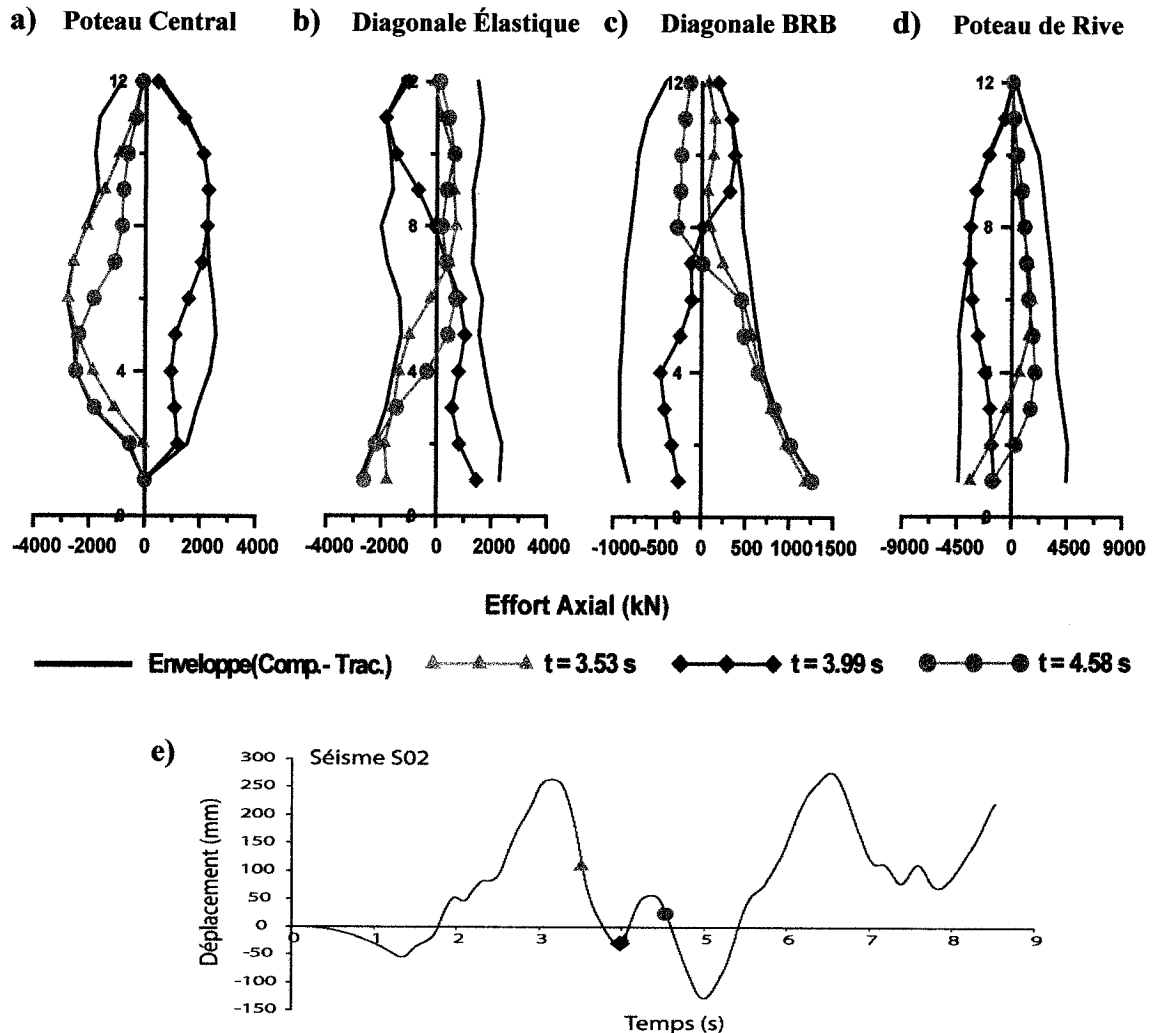 a) Poteau Central b) Diagonale Élastique c) Diagonale BRB d) Poteau de Rive
12 12 12 12
8 8 8 8
4 4 4 4
0 0 0 0
-4000 -2000 0 2000 4000 -4000 -2000 0 2000 4000 -1000 -500 0 500 1000 1500 -9000 -4500 0 4500 9000
Effort Axial (kN)
Enveloppe(Comp.- Trac.) t = 3.53 s t = 3.99 s t = 4.58 s
e) Séisme S02
Déplacement (mm)
300
250
200
150
100
50
0
-50
-100
-150
0 1 2 3 4 5 6 7 8 9
Temps (s)